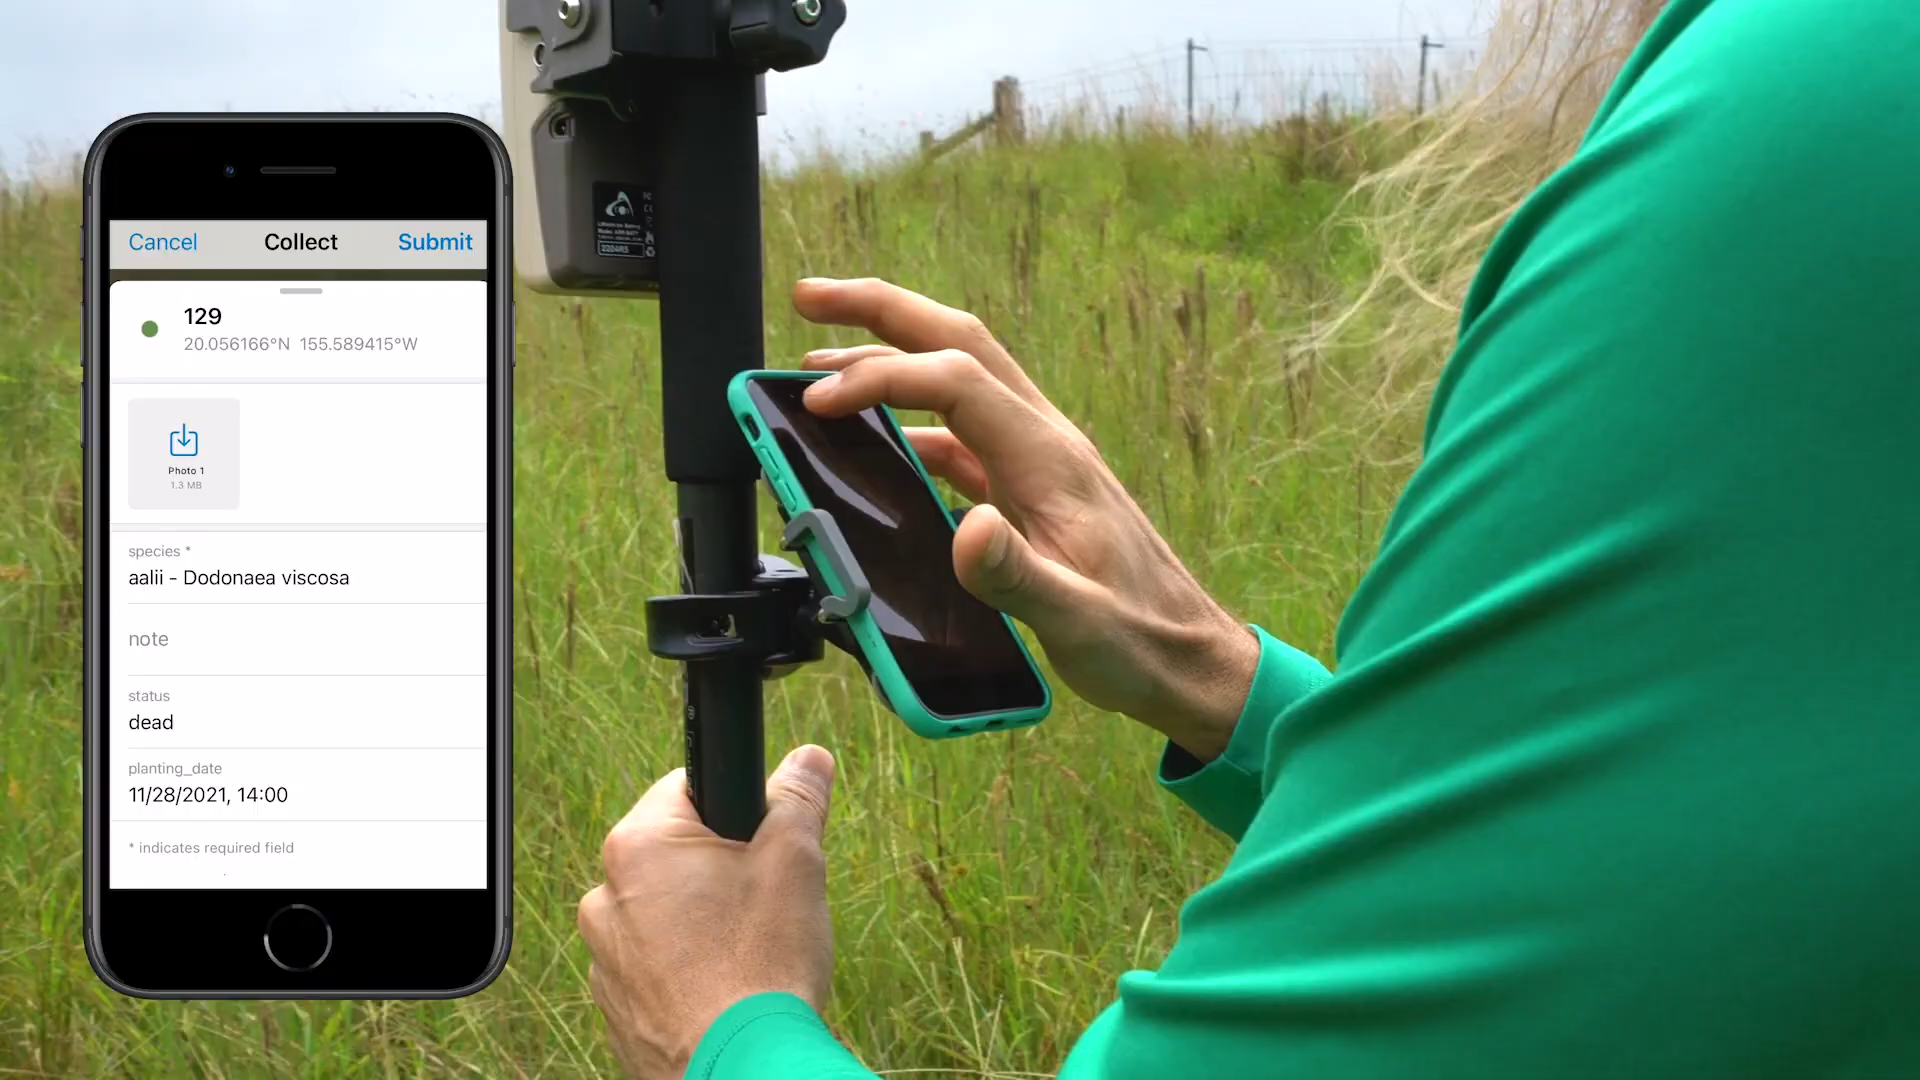 Cancel Collect Submit
129
20.056166°N 155.589415°W
Photo 1
1.3 MB
species *
aalii - Dodonaea viscosa
note
status
dead
planting_date
11/28/2021, 14:00
* indicates required field
2204RS